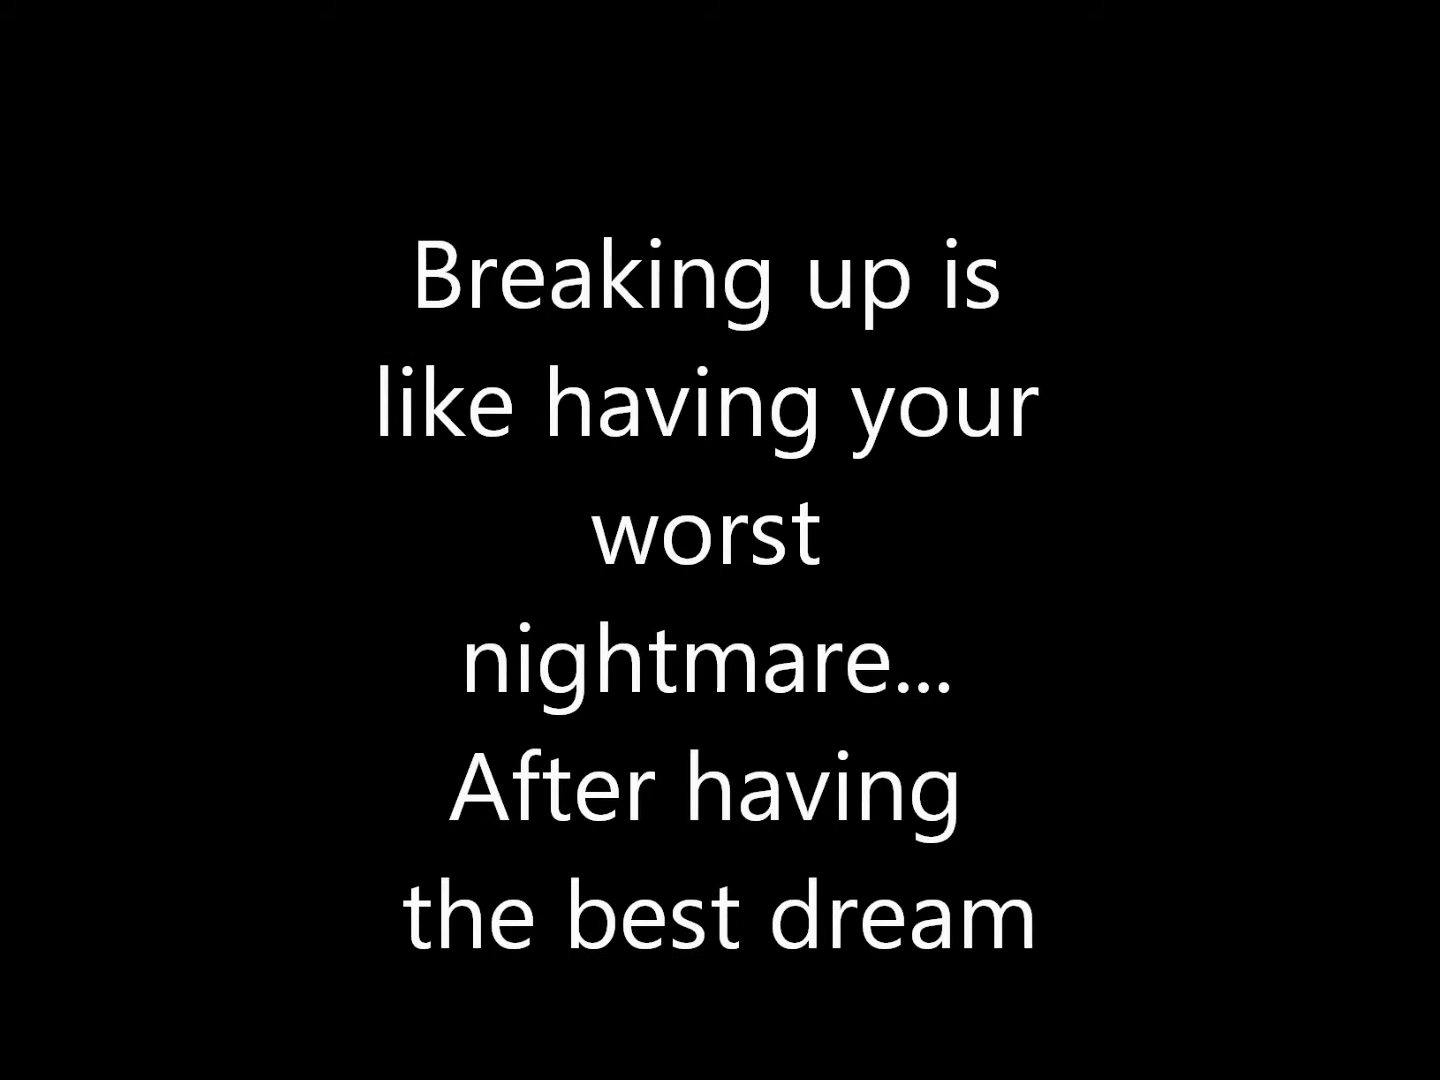 Breaking up is
like having your
worst
nightmare...
After having
the best dream